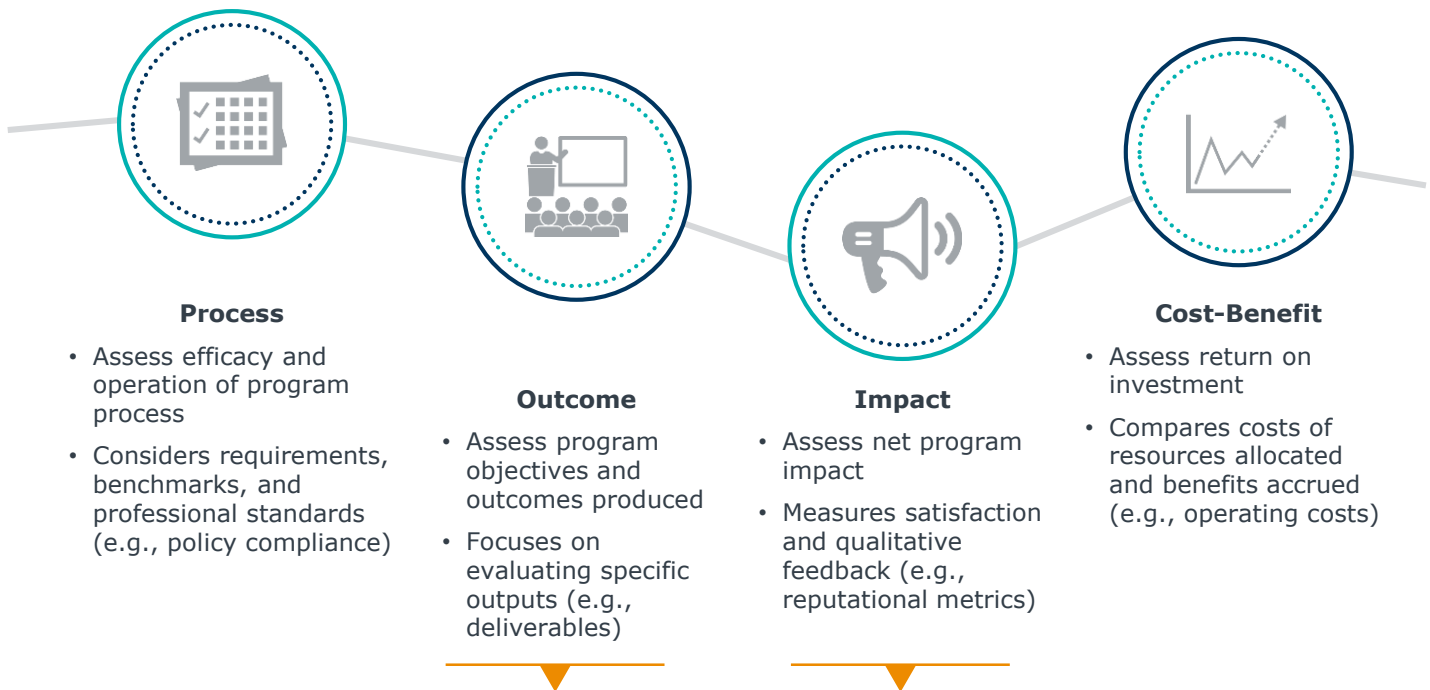 Process
• Assess efficacy and
operation of program
process
• Considers requirements,
benchmarks, and
professional standards
(e.g., policy compliance)
Outcome
• Assess program
objectives and
outcomes produced
• Focuses on
evaluating specific
outputs (e.g.,
deliverables)
Impact
• Assess net program
impact
• Measures satisfaction
and qualitative
feedback (e.g.,
reputational metrics)
Cost-Benefit
• Assess return on
investment
• Compares costs of
resources allocated
and benefits accrued
(e.g., operating costs)